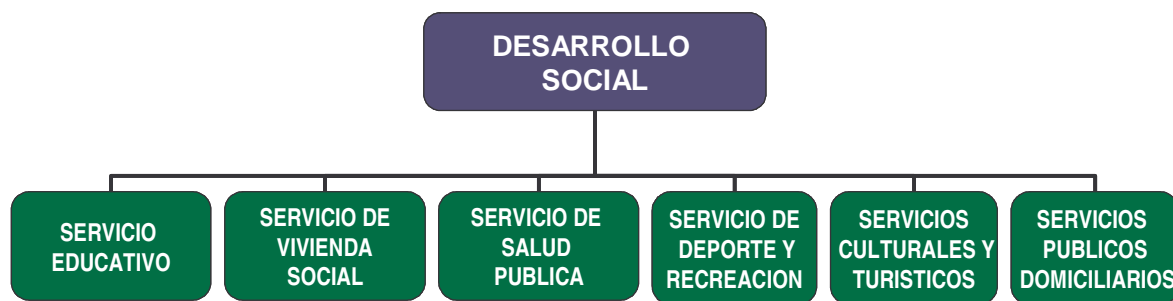 DESARROLLO
SOCIAL
SERVICIO
EDUCATIVO
SERVICIO DE
VIVIENDA
SOCIAL
SERVICIO DE
SALUD
PUBLICA
SERVICIO DE
DEPORTE Y
RECREACION
SERVICIOS
CULTURALES Y
TURISTICOS
SERVICIOS
PUBLICOS
DOMICILIARIOS